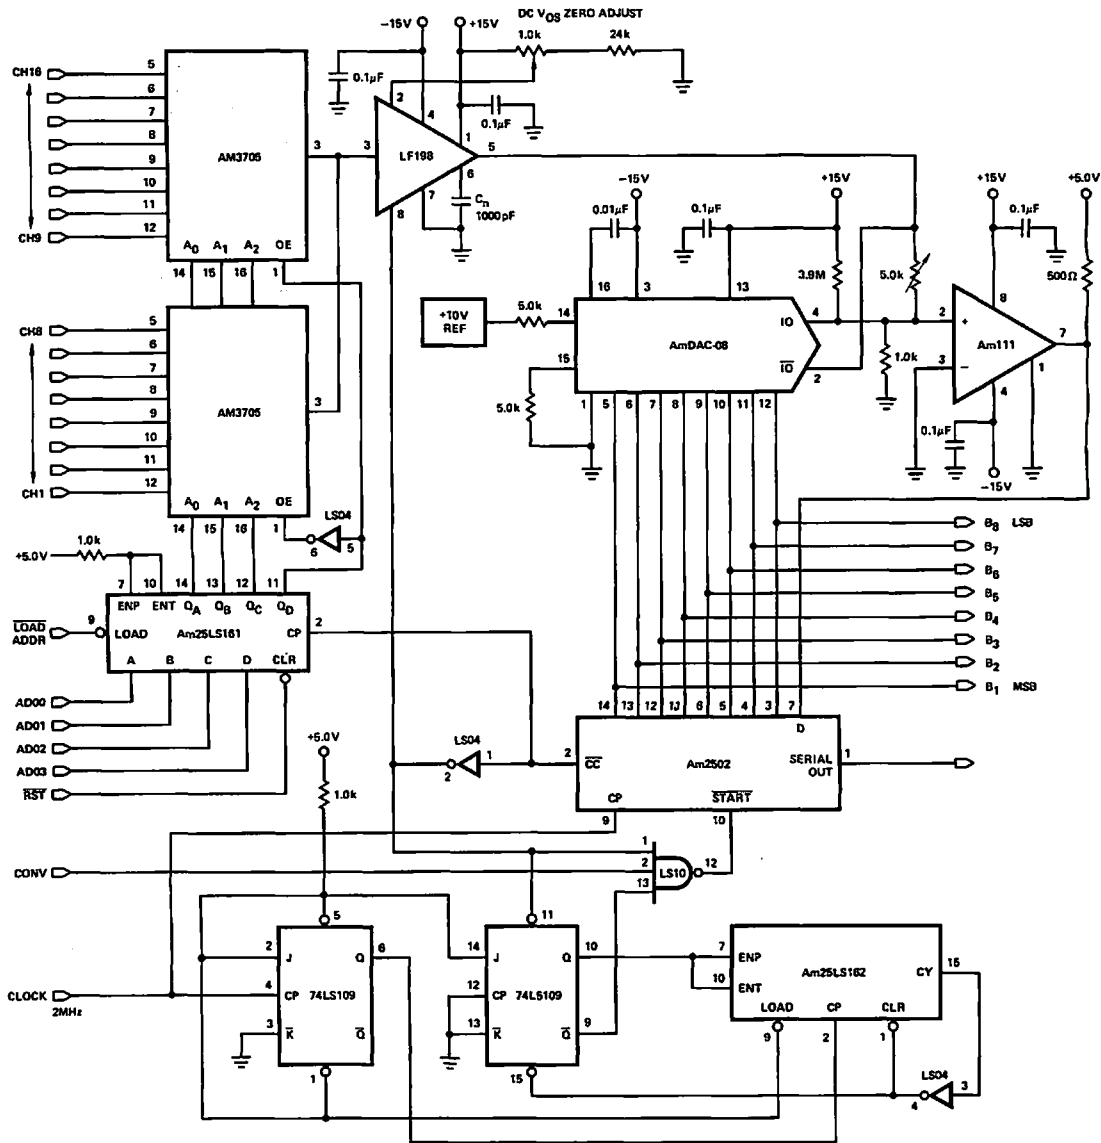 DC VOS ZERO ADJUST
-15V
+15V
1.0k
24k
0.1µF
0.1µF
CH16
5
6
7
8
9
10
11
12
CH9
AM3705
3
A0 A1 A2 OE
14 15 16 1
3
2
4
1
LF198
5
6
7
8
Cn
1000pF
CH8
5
6
7
8
9
10
11
12
CH1
AM3705
3
A0 A1 A2 OE
14 15 16 1
LS04
6 5
-15V
0.01µF
0.1µF
+15V
3.9M
5.0k
16 3 13
+10V
REF
5.0k
14
15
5.0k
AmDAC-08
IO 4
IO 2
1.0k
1 5 6 7 8 9 10 11 12
+15V
0.1µF
+5.0V
500Ω
2 +
3 −
Am111
8
7
1
4
0.1µF
-15V
+5.0V
1.0k
7 10 14 13 12 11
ENP ENT QA QB QC QD
9
LOAD
ADDR
LOAD
Am25LS161
CP
2
A B C D CLR
AD00
AD01
AD02
AD03
RST
B8 LSB
B7
B6
B5
B4
B3
B2
B1 MSB
14 13 12 11 6 5 4 3 7
D
2 CC
Am2502
SERIAL
OUT
1
CP
START
9
10
LS04
2 1
+5.0V
1.0k
CONV
1
2
13
LS10
12
CLOCK
2MHz
5
2 J
4 CP
3 K
74LS109
Q 6
Q
1
11
14 J
12 CP
13 K
74LS109
Q 10
Q 9
15
7 ENP
10 ENT
Am25LS162
CY 15
LOAD CP CLR
9 2 1
LS04
4 3